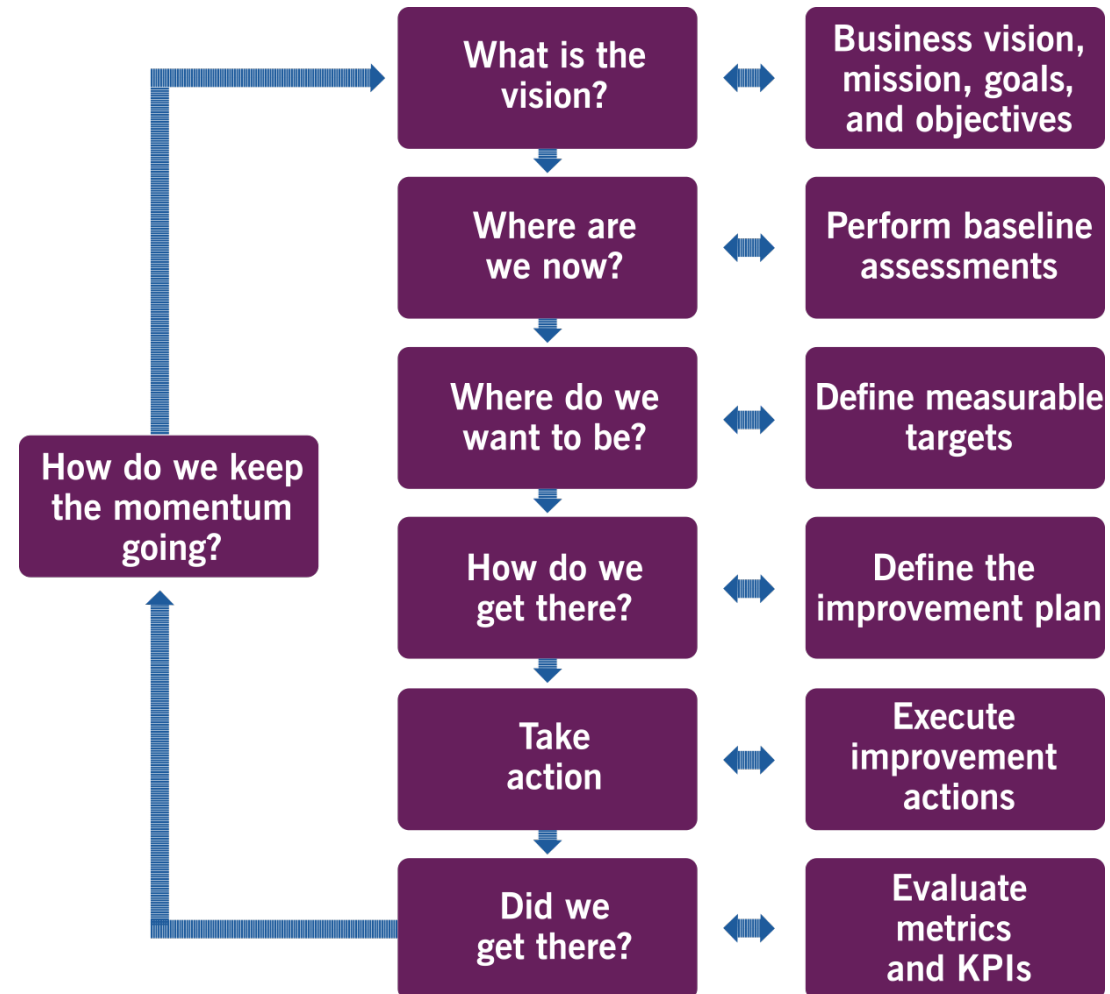 What is the
vision?
Business vision,
mission, goals,
and objectives
Where are
we now?
Perform baseline
assessments
Where do we
want to be?
Define measurable
targets
How do we keep
the momentum
going?
How do we
get there?
Define the
improvement plan
Take
action
Execute
improvement
actions
Did we
get there?
Evaluate
metrics
and KPIs